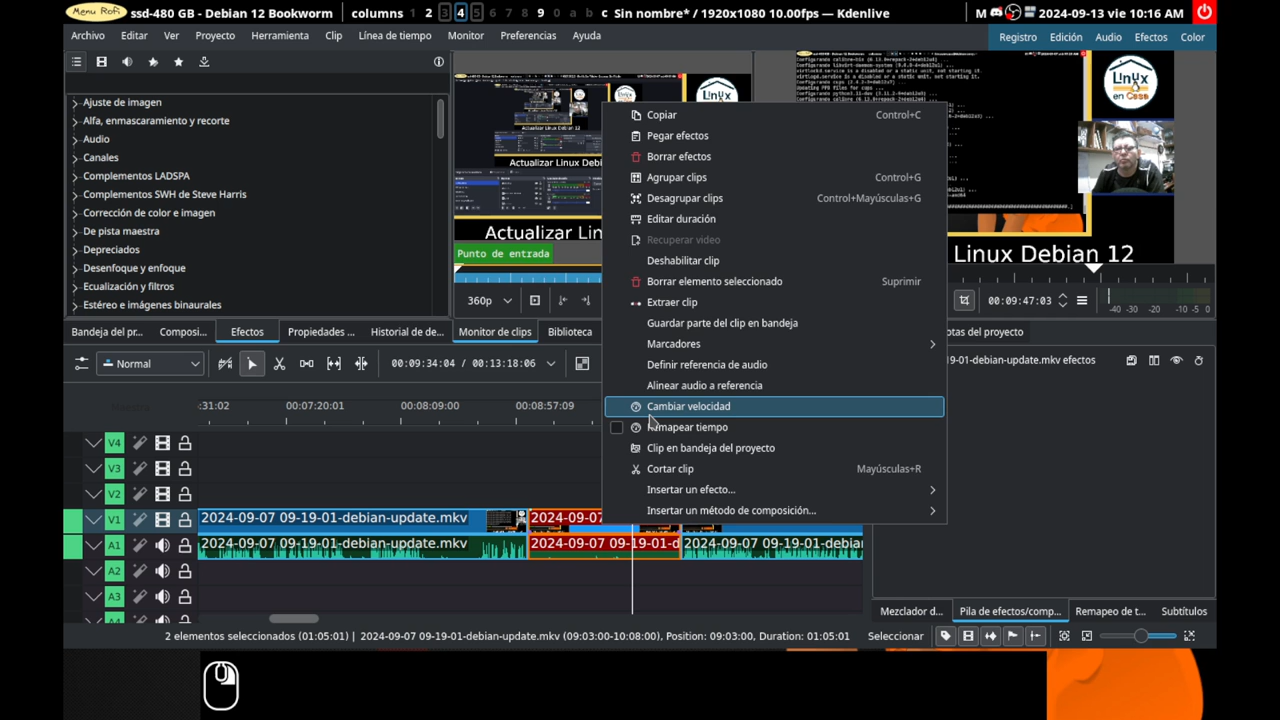 Menu Rofi ssd-480 GB - Debian 12 Bookworm columns 1 2 3 4 5 6 7 8 9 0 a b c Sin nombre* / 1920x1080 10.00fps — Kdenlive M 2024-09-13 vie 10:16 AM
Archivo Editar Ver Proyecto Herramienta Clip Línea de tiempo Monitor Preferencias Ayuda Registro Edición Audio Efectos Color
Ajuste de imagen
Alfa, enmascaramiento y recorte
Audio
Canales
Complementos LADSPA
Complementos SWH de Steve Harris
Corrección de color e imagen
De pista maestra
Depreciados
Desenfoque y enfoque
Ecualización y filtros
Estéreo e imágenes binaurales
Linux
Actualizar Linux Debi
Actualizar Lin
Punto de entrada
360p
Linux
en Casa
Linux Debian 12
00:09:47:03
-40 -30 -20 -10 -5 0
Copiar Control+C
Pegar efectos
Borrar efectos
Agrupar clips Control+G
Desagrupar clips Control+Mayúsculas+G
Editar duración
Recuperar video
Deshabilitar clip
Borrar elemento seleccionado Suprimir
Extraer clip
Guardar parte del clip en bandeja
Marcadores
Definir referencia de audio
Alinear audio a referencia
Cambiar velocidad
mapear tiempo
Clip en bandeja del proyecto
Cortar clip Mayúsculas+R
Insertar un efecto...
Insertar un método de composición...
Bandeja del pr... Composi... Efectos Propiedades ... Historial de de... Monitor de clips Biblioteca otas del proyecto
Normal 00:09:34:04 / 00:13:18:06 19-01-debian-update.mkv efectos
:31:02 00:07:20:01 00:08:09:00 00:08:57:09
V4
V3
V2
V1 2024-09-07 09-19-01-debian-update.mkv 2024-09-07
A1 2024-09-07 09-19-01-debian-update.mkv 2024-09-07 09-19-01-d 2024-09-07 09-19-01-debian
A2
A3
A4
Mezclador d... Pila de efectos/comp... Remapeo de t... Subtítulos
2 elementos seleccionados (01:05:01) | 2024-09-07 09-19-01-debian-update.mkv (09:03:00-10:08:00), Position: 09:03:00, Duration: 01:05:01 Seleccionar